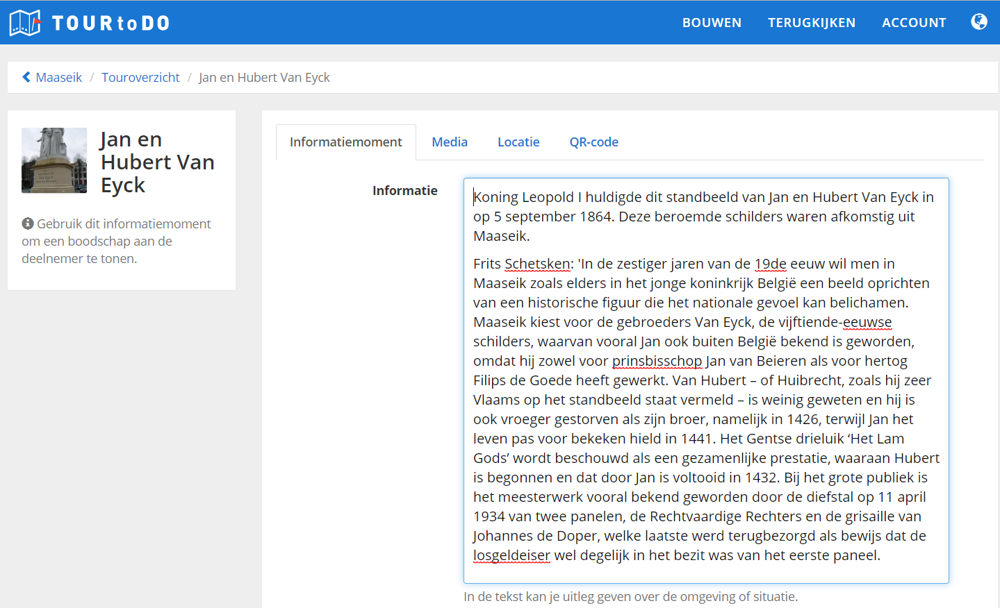 TOURtoDO
BOUWEN TERUGKIJKEN ACCOUNT
Maaseik / Touroverzicht / Jan en Hubert Van Eyck
Jan en
Hubert Van
Eyck
Gebruik dit informatiemoment
om een boodschap aan de
deelnemer te tonen.
Informatiemoment Media Locatie QR-code
Informatie
Koning Leopold I huldigde dit standbeeld van Jan en Hubert Van Eyck in
op 5 september 1864. Deze beroemde schilders waren afkomstig uit
Maaseik.
Frits Schetsken: 'In de zestiger jaren van de 19de eeuw wil men in
Maaseik zoals elders in het jonge koninkrijk België een beeld oprichten
van een historische figuur die het nationale gevoel kan belichamen.
Maaseik kiest voor de gebroeders Van Eyck, de vijftiende-eeuwse
schilders, waarvan vooral Jan ook buiten België bekend is geworden,
omdat hij zowel voor prinsbisschop Jan van Beieren als voor hertog
Filips de Goede heeft gewerkt. Van Hubert – of Huibrecht, zoals hij zeer
Vlaams op het standbeeld staat vermeld – is weinig geweten en hij is
ook vroeger gestorven als zijn broer, namelijk in 1426, terwijl Jan het
leven pas voor bekeken hield in 1441. Het Gentse drieluik ‘Het Lam
Gods’ wordt beschouwd als een gezamenlijke prestatie, waaraan Hubert
is begonnen en dat door Jan is voltooid in 1432. Bij het grote publiek is
het meesterwerk vooral bekend geworden door de diefstal op 11 april
1934 van twee panelen, de Rechtvaardige Rechters en de grisaille van
Johannes de Doper, welke laatste werd terugbezorgd als bewijs dat de
losgeldeiser wel degelijk in het bezit was van het eerste paneel.
In de tekst kan je uitleg geven over de omgeving of situatie.